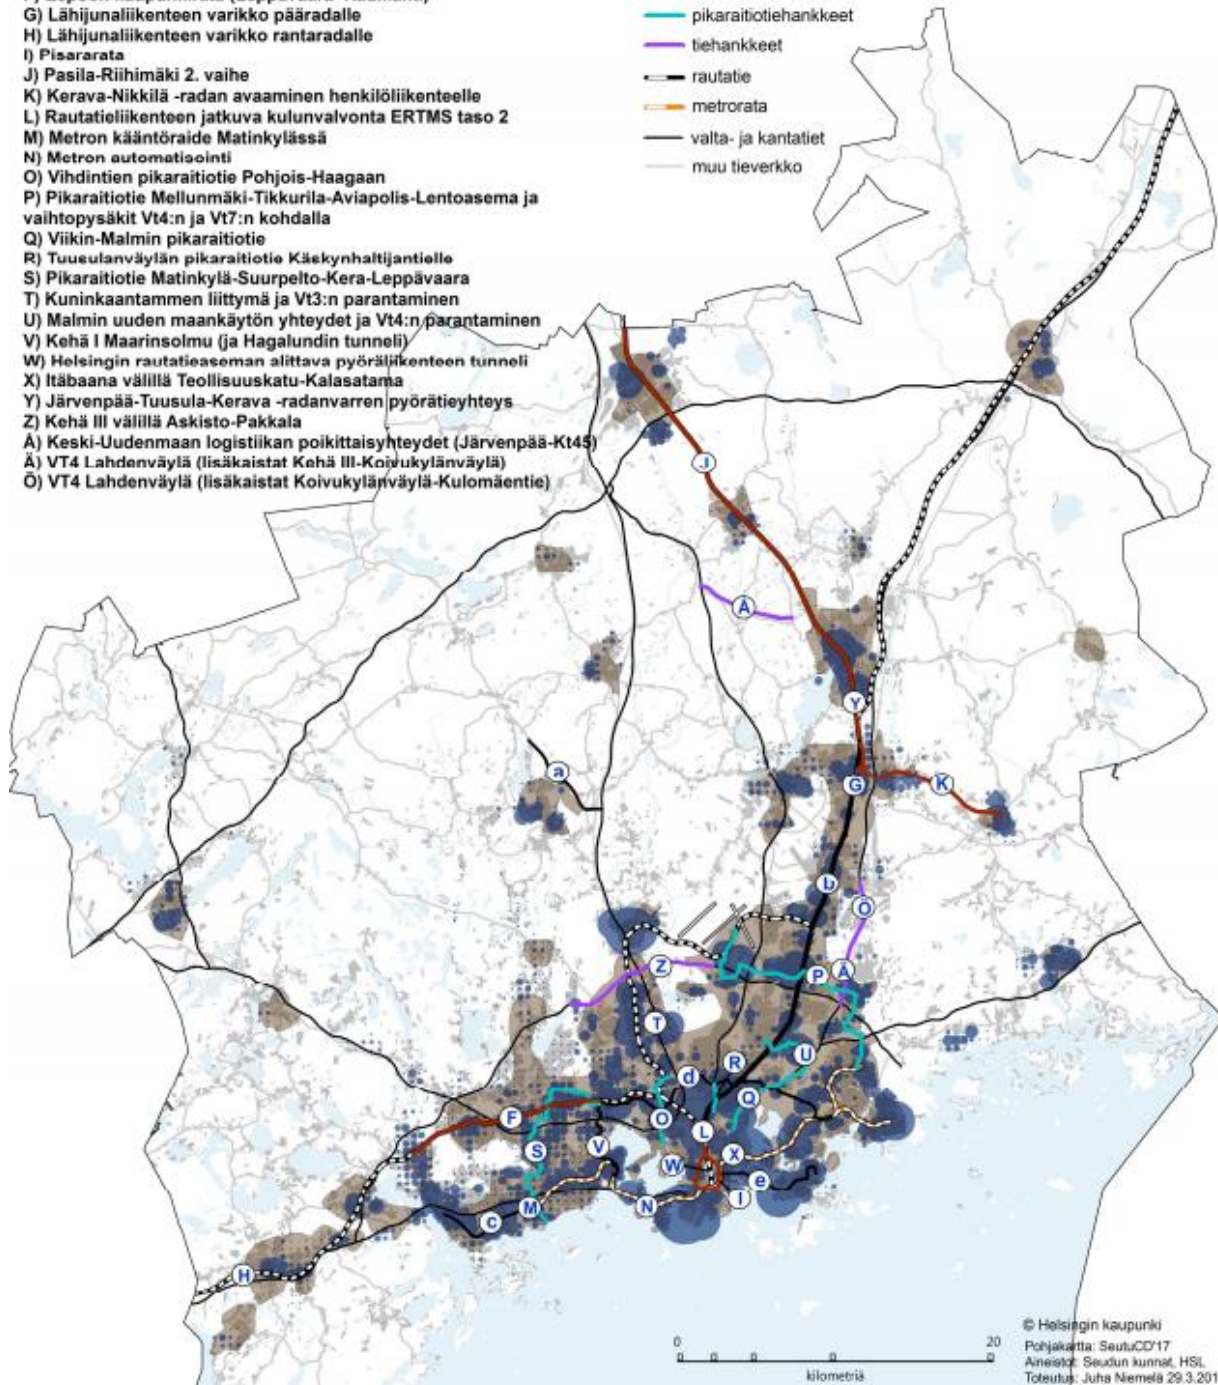 F) Espoon kaupunkirata (Leppävaara-Kauklahti)
G) Lähijunaliikenteen varikko pääradalle
H) Lähijunaliikenteen varikko rantaradalle
I) Pisararata
J) Pasila-Riihimäki 2. vaihe
K) Kerava-Nikkilä -radan avaaminen henkilöliikenteelle
L) Rautatieliikenteen jatkuva kulunvalvonta ERTMS taso 2
M) Metron kääntöraide Matinkylässä
N) Metron automatisointi
O) Vihdintien pikaraitiotie Pohjois-Haagaan
P) Pikaraitiotie Mellunmäki-Tikkurila-Aviapolis-Lentoasema ja
vaihtopysäkit Vt4:n ja Vt7:n kohdalla
Q) Viikin-Malmin pikaraitiotie
R) Tuusulanväylän pikaraitiotie Käskynhaltijantielle
S) Pikaraitiotie Matinkylä-Suurpelto-Kera-Leppävaara
T) Kuninkaantammen liittymä ja Vt3:n parantaminen
U) Malmin uuden maankäytön yhteydet ja Vt4:n parantaminen
V) Kehä I Maarinsolmu (ja Hagalundin tunneli)
W) Helsingin rautatieaseman alittava pyöräliikenteen tunneli
X) Itäbaana välillä Teollisuuskatu-Kalasatama
Y) Järvenpää-Tuusula-Kerava -radanvarren pyörätieyhteys
Z) Kehä III välillä Askisto-Pakkala
Å) Keski-Uudenmaan logistiikan poikittaisyhteydet (Järvenpää-Kt45)
Ä) VT4 Lahdenväylä (lisäkaistat Kehä III-Koivukylänväylä)
Ö) VT4 Lahdenväylä (lisäkaistat Koivukylänväylä-Kulomäentie)
pikaraitiotiehankkeet
tiehankkeet
rautatie
metrorata
valta- ja kantatiet
muu tieverkko
J
Å
Y
a
G
K
b
Ö
Z
P
Ä
T
R
U
d
Q
F
O
L
S
V
W
X
e
I
M
N
c
H
0
20
kilometriä
© Helsingin kaupunki
Pohjakartta: SeutuCD'17
Aineistot: Seudun kunnat, HSL
Toteutus: Juha Niemelä 29.3.201